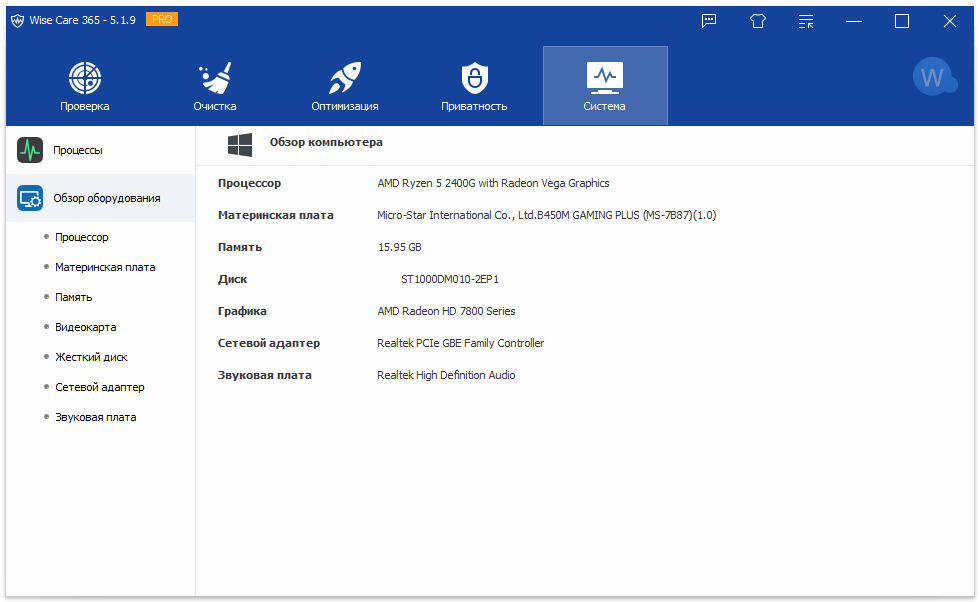 Wise Care 365 - 5.1.9 PRO
Проверка
Очистка
Оптимизация
Приватность
Система
W
Процессы
Обзор оборудования
Процессор
Материнская плата
Память
Видеокарта
Жесткий диск
Сетевой адаптер
Звуковая плата
Обзор компьютера
Процессор AMD Ryzen 5 2400G with Radeon Vega Graphics
Материнская плата Micro-Star International Co., Ltd.B450M GAMING PLUS (MS-7B87)(1.0)
Память 15.95 GB
Диск ST1000DM010-2EP1
Графика AMD Radeon HD 7800 Series
Сетевой адаптер Realtek PCIe GBE Family Controller
Звуковая плата Realtek High Definition Audio